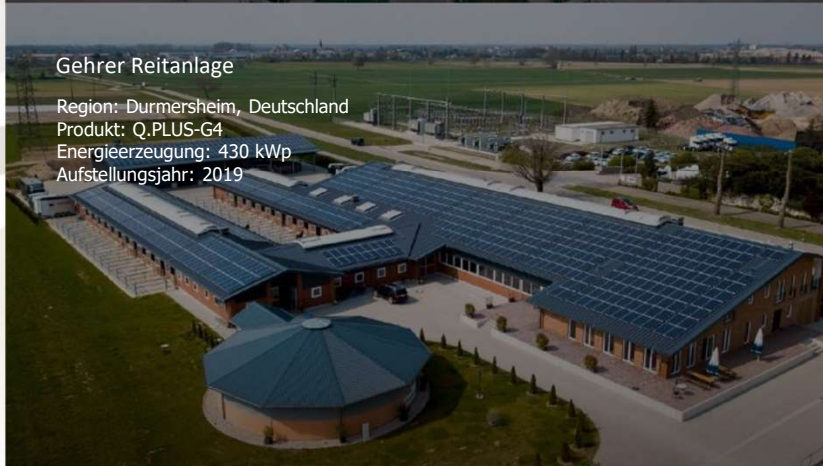 Gehrer Reitanlage
Region: Durmersheim, Deutschland
Produkt: Q.PLUS-G4
Energieerzeugung: 430 kWp
Aufstellungsjahr: 2019